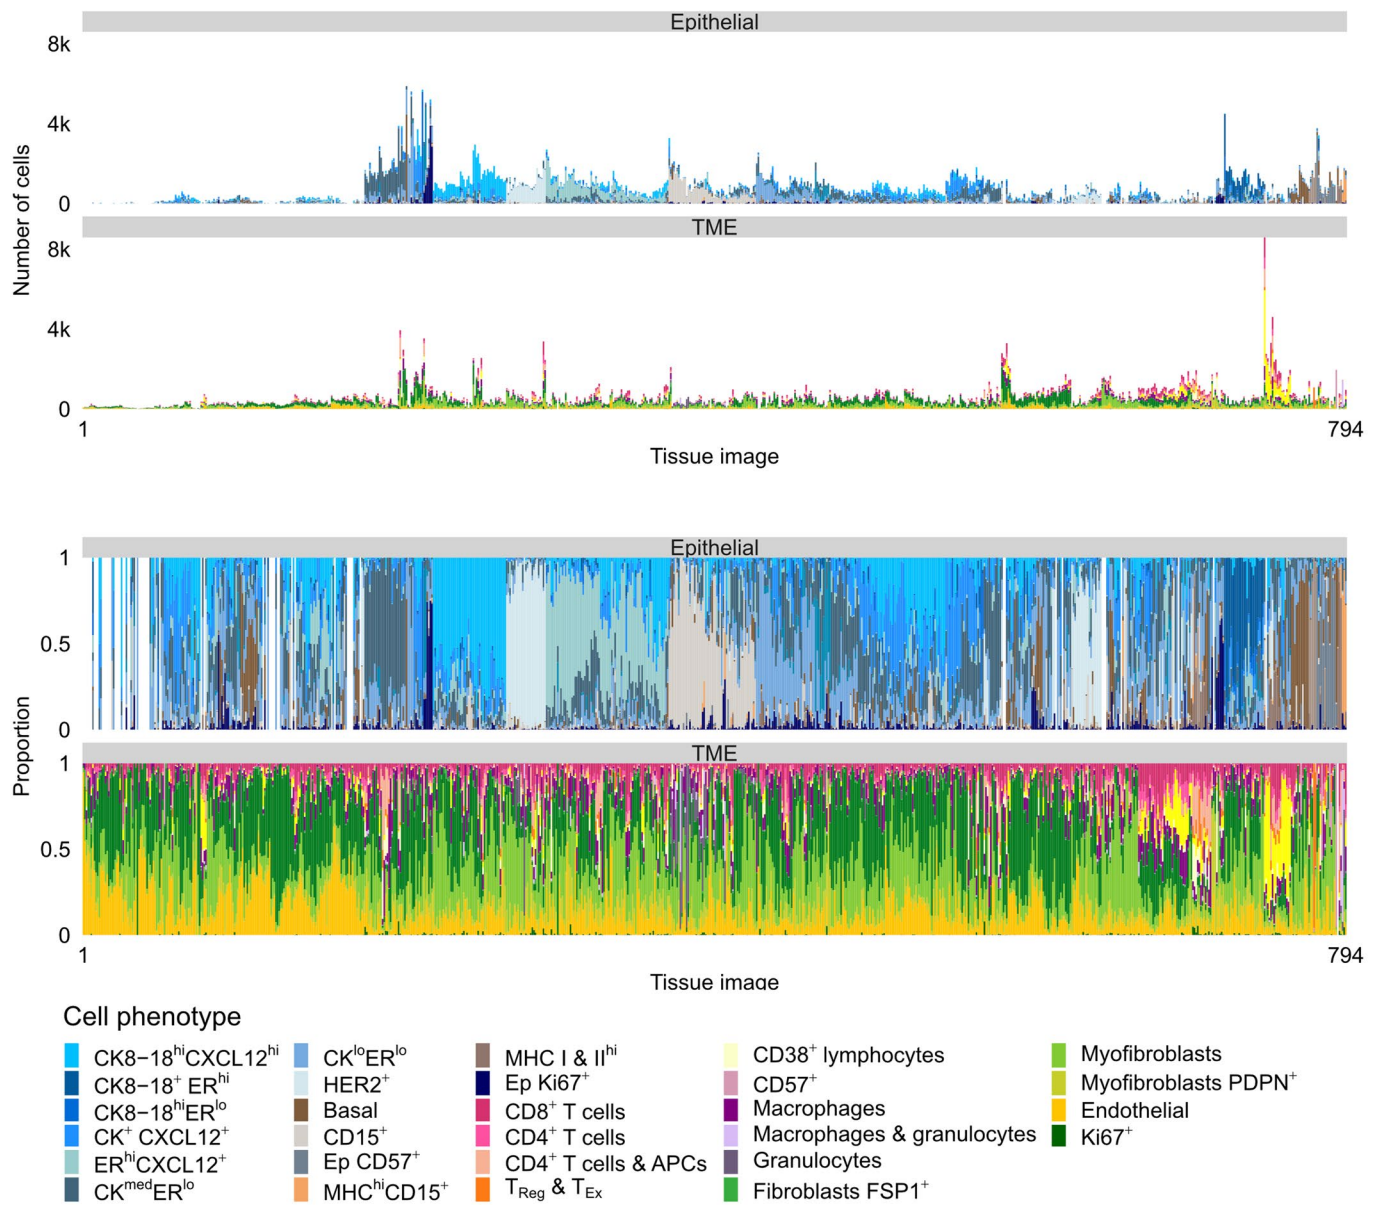 Epithelial
8k
4k
0
TME
8k
4k
0
Number of cells
1 794
Tissue image
Epithelial
1
0.5
0
TME
1
0.5
0
Proportion
1 794
Tissue image
Cell phenotype
CK8−18hiCXCL12hi
CK8−18+ ERhi
CK8−18hiERlo
CK+ CXCL12+
ERhiCXCL12+
CKmedERlo
CKloERlo
HER2+
Basal
CD15+
Ep CD57+
MHChiCD15+
MHC I & IIhi
Ep Ki67+
CD8+ T cells
CD4+ T cells
CD4+ T cells & APCs
TReg & TEx
CD38+ lymphocytes
CD57+
Macrophages
Macrophages & granulocytes
Granulocytes
Fibroblasts FSP1+
Myofibroblasts
Myofibroblasts PDPN+
Endothelial
Ki67+